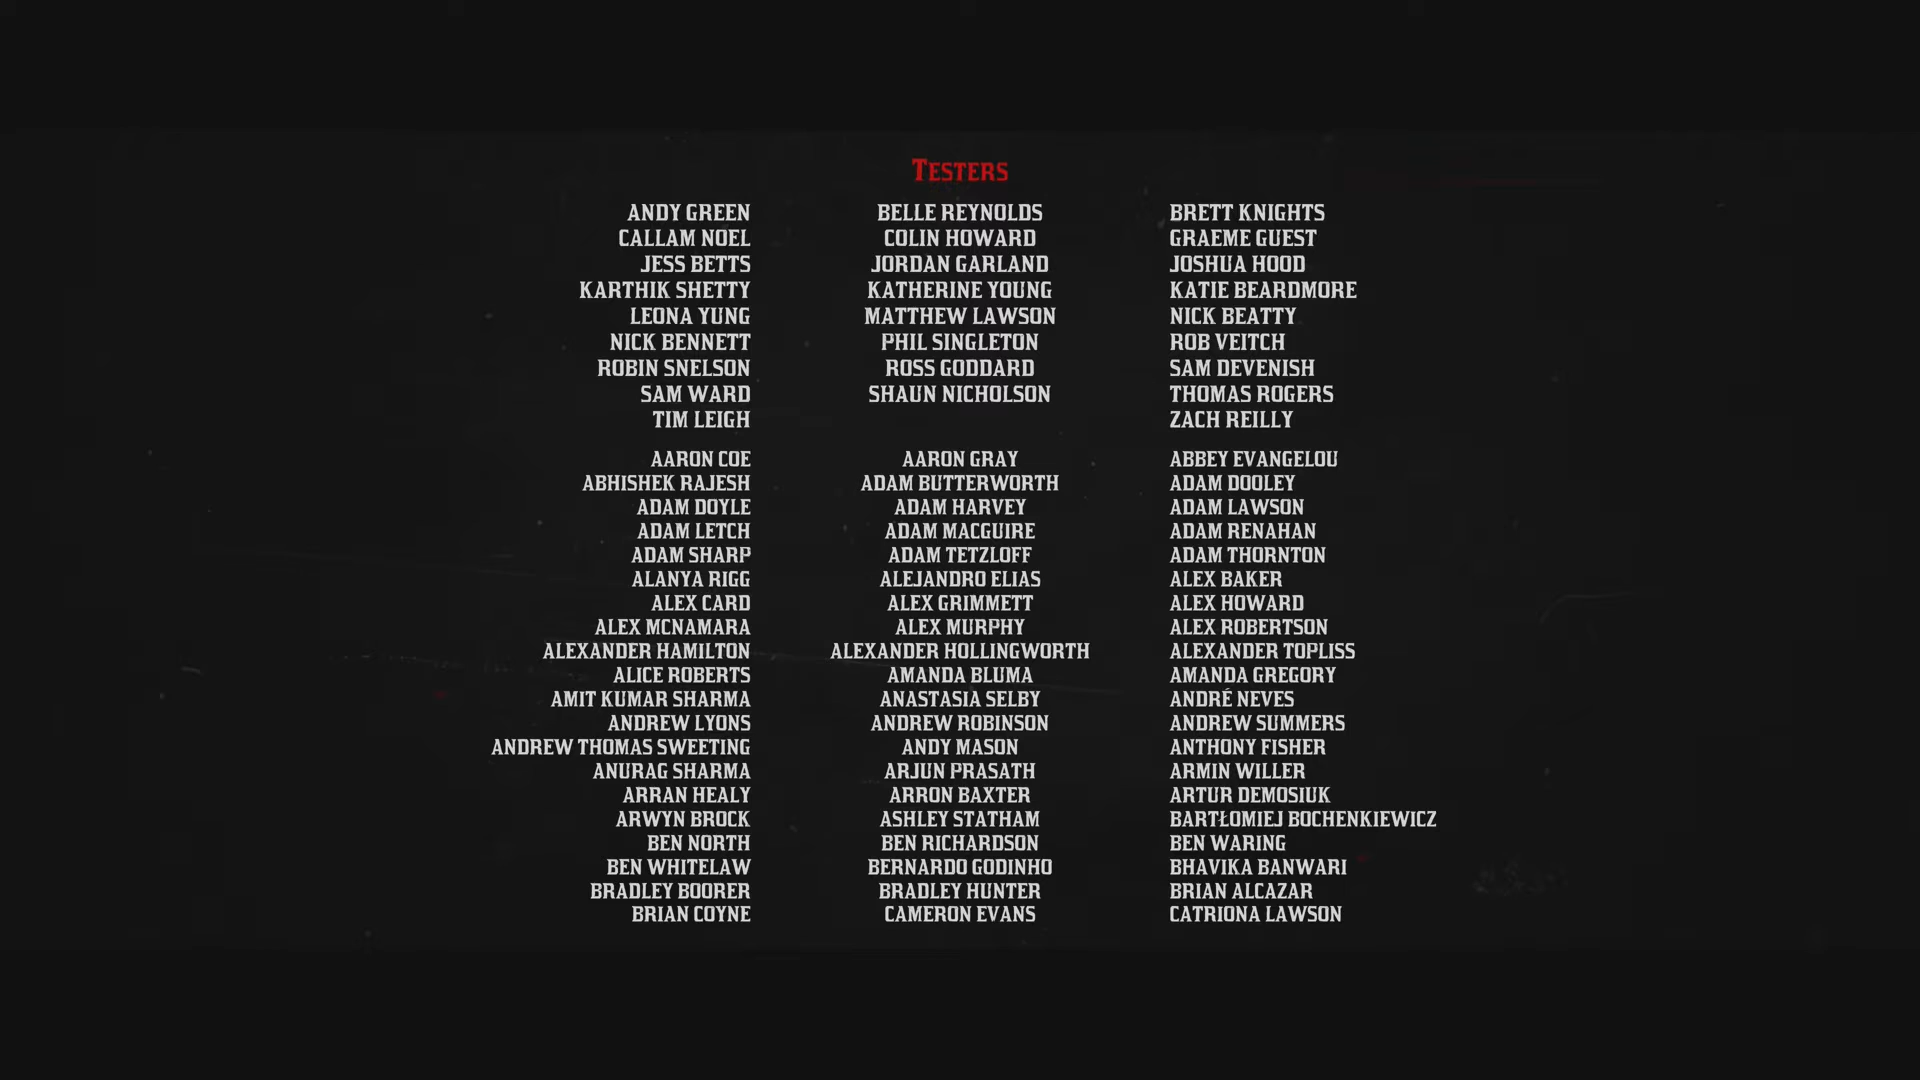 TESTERS
ANDY GREEN BELLE REYNOLDS BRETT KNIGHTS
CALLAM NOEL COLIN HOWARD GRAEME GUEST
JESS BETTS JORDAN GARLAND JOSHUA HOOD
KARTHIK SHETTY KATHERINE YOUNG KATIE BEARDMORE
LEONA YUNG MATTHEW LAWSON NICK BEATTY
NICK BENNETT PHIL SINGLETON ROB VEITCH
ROBIN SNELSON ROSS GODDARD SAM DEVENISH
SAM WARD SHAUN NICHOLSON THOMAS ROGERS
TIM LEIGH ZACH REILLY
AARON COE AARON GRAY ABBEY EVANGELOU
ABHISHEK RAJESH ADAM BUTTERWORTH ADAM DOOLEY
ADAM DOYLE ADAM HARVEY ADAM LAWSON
ADAM LETCH ADAM MACGUIRE ADAM RENAHAN
ADAM SHARP ADAM TETZLOFF ADAM THORNTON
ALANYA RIGG ALEJANDRO ELIAS ALEX BAKER
ALEX CARD ALEX GRIMMETT ALEX HOWARD
ALEX MCNAMARA ALEX MURPHY ALEX ROBERTSON
ALEXANDER HAMILTON ALEXANDER HOLLINGWORTH ALEXANDER TOPLISS
ALICE ROBERTS AMANDA BLUMA AMANDA GREGORY
AMIT KUMAR SHARMA ANASTASIA SELBY ANDRÉ NEVES
ANDREW LYONS ANDREW ROBINSON ANDREW SUMMERS
ANDREW THOMAS SWEETING ANDY MASON ANTHONY FISHER
ANURAG SHARMA ARJUN PRASATH ARMIN WILLER
ARRAN HEALY ARRON BAXTER ARTUR DEMOSIUK
ARWYN BROCK ASHLEY STATHAM BARTŁOMIEJ BOCHENKIEWICZ
BEN NORTH BEN RICHARDSON BEN WARING
BEN WHITELAW BERNARDO GODINHO BHAVIKA BANWARI
BRADLEY BOORER BRADLEY HUNTER BRIAN ALCAZAR
BRIAN COYNE CAMERON EVANS CATRIONA LAWSON